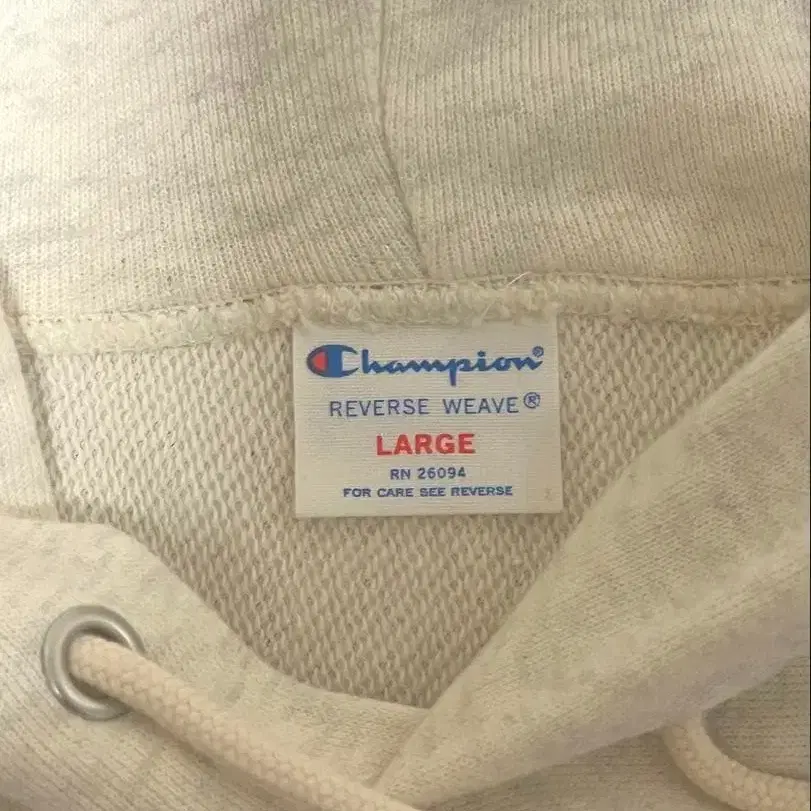 Champion®
REVERSE WEAVE®
LARGE
RN 26094
FOR CARE SEE REVERSE